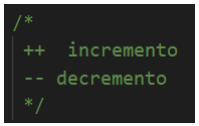 /*
++  incremento
-- decremento
*/